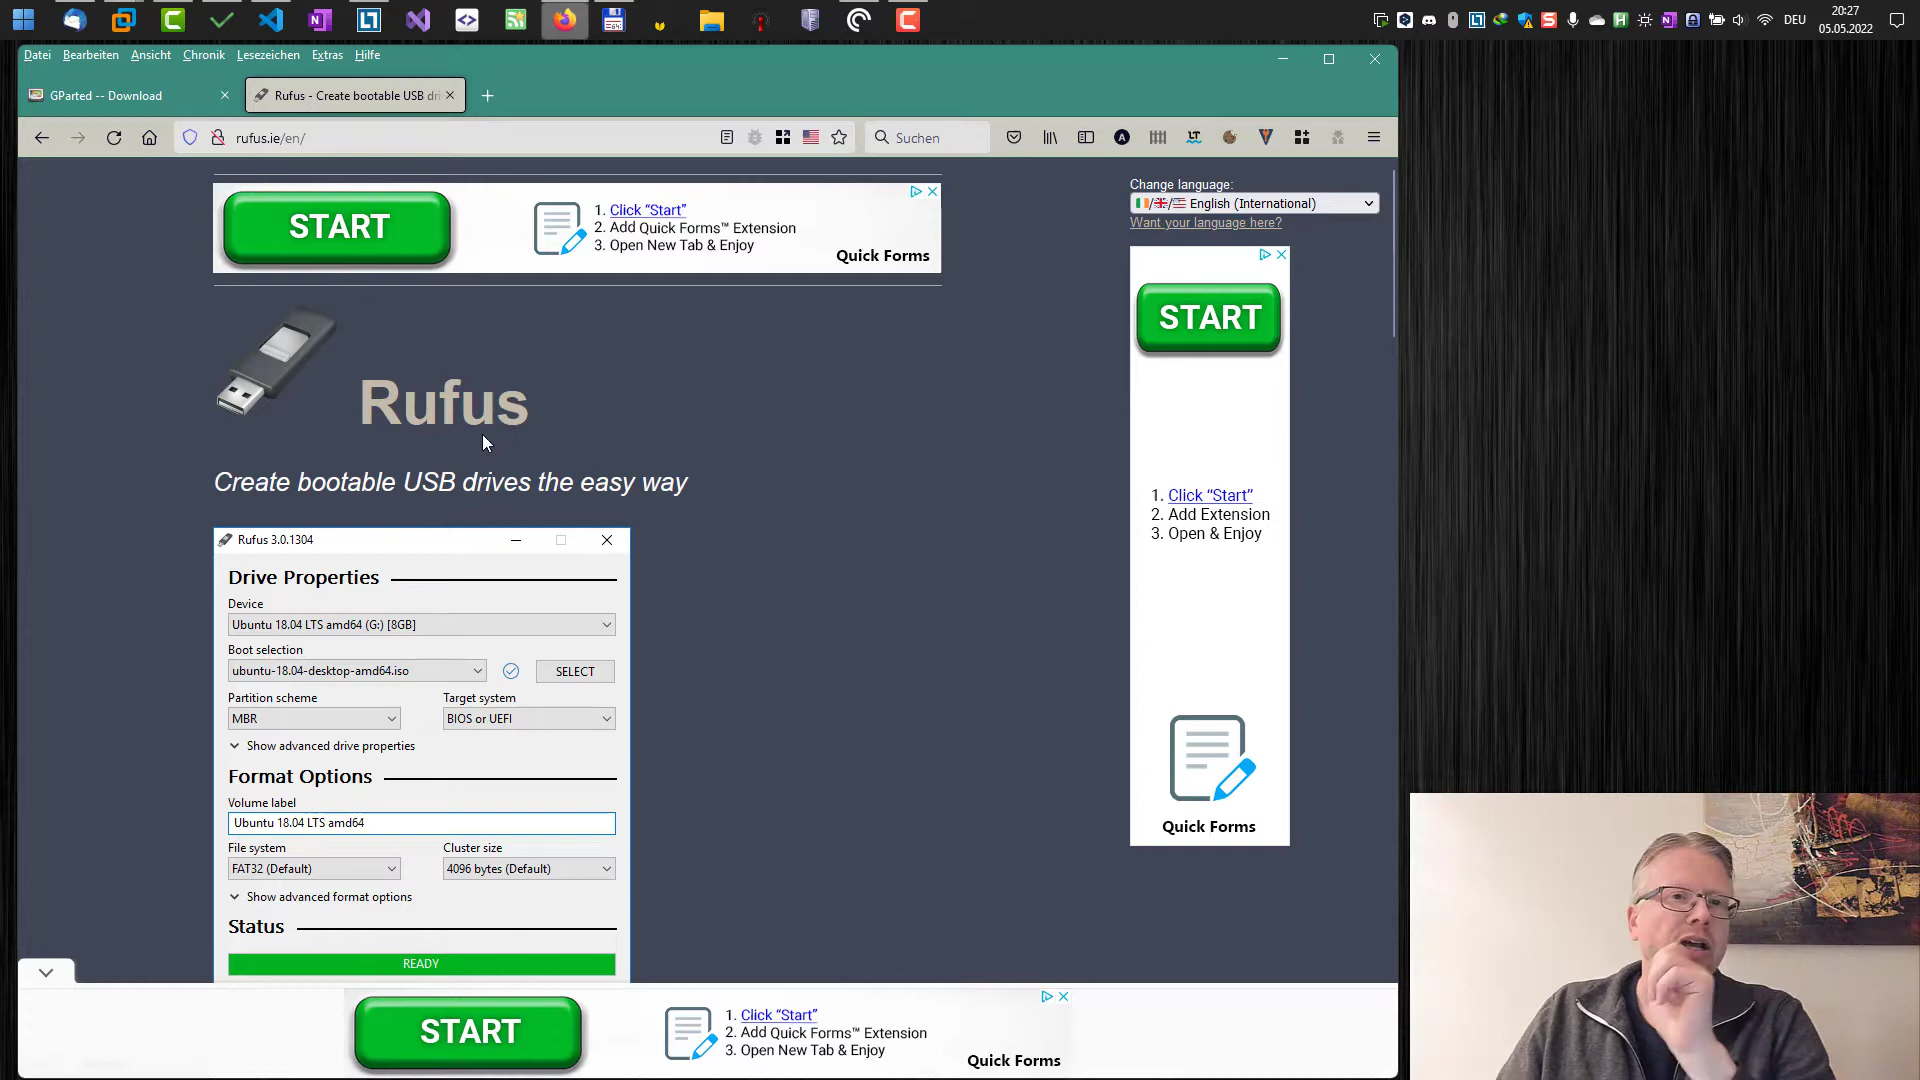 20:27
DEU
05.05.2022
Datei Bearbeiten Ansicht Chronik Lesezeichen Extras Hilfe
GParted -- Download
Rufus - Create bootable USB dri
rufus.ie/en/
Suchen
START
1. Click "Start"
2. Add Quick Forms™ Extension
3. Open New Tab & Enjoy
Quick Forms
Change language:
English (International)
Want your language here?
START
1. Click “Start”
2. Add Extension
3. Open & Enjoy
Quick Forms
Rufus
Create bootable USB drives the easy way
Rufus 3.0.1304
Drive Properties
Device
Ubuntu 18.04 LTS amd64 (G:) [8GB]
Boot selection
ubuntu-18.04-desktop-amd64.iso
SELECT
Partition scheme
Target system
MBR
BIOS or UEFI
Show advanced drive properties
Format Options
Volume label
Ubuntu 18.04 LTS amd64
File system
Cluster size
FAT32 (Default)
4096 bytes (Default)
Show advanced format options
Status
READY
START
1. Click "Start"
2. Add Quick Forms™ Extension
3. Open New Tab & Enjoy
Quick Forms